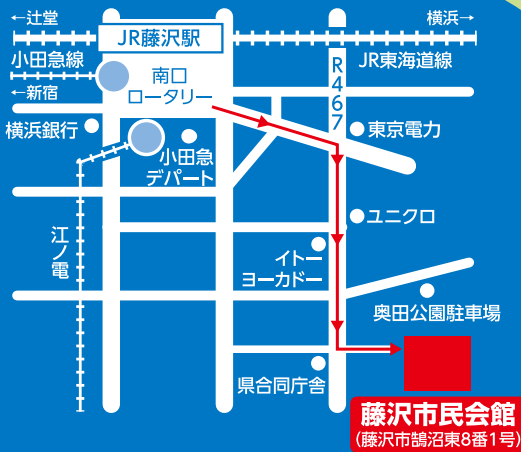 ←辻堂
横浜→
JR藤沢駅
小田急線
JR東海道線
←新宿
南口
ロータリー
R467
横浜銀行
東京電力
小田急
デパート
ユニクロ
江ノ電
イトー
ヨーカドー
奥田公園駐車場
県合同庁舎
藤沢市民会館
(藤沢市鵠沼東8番1号)